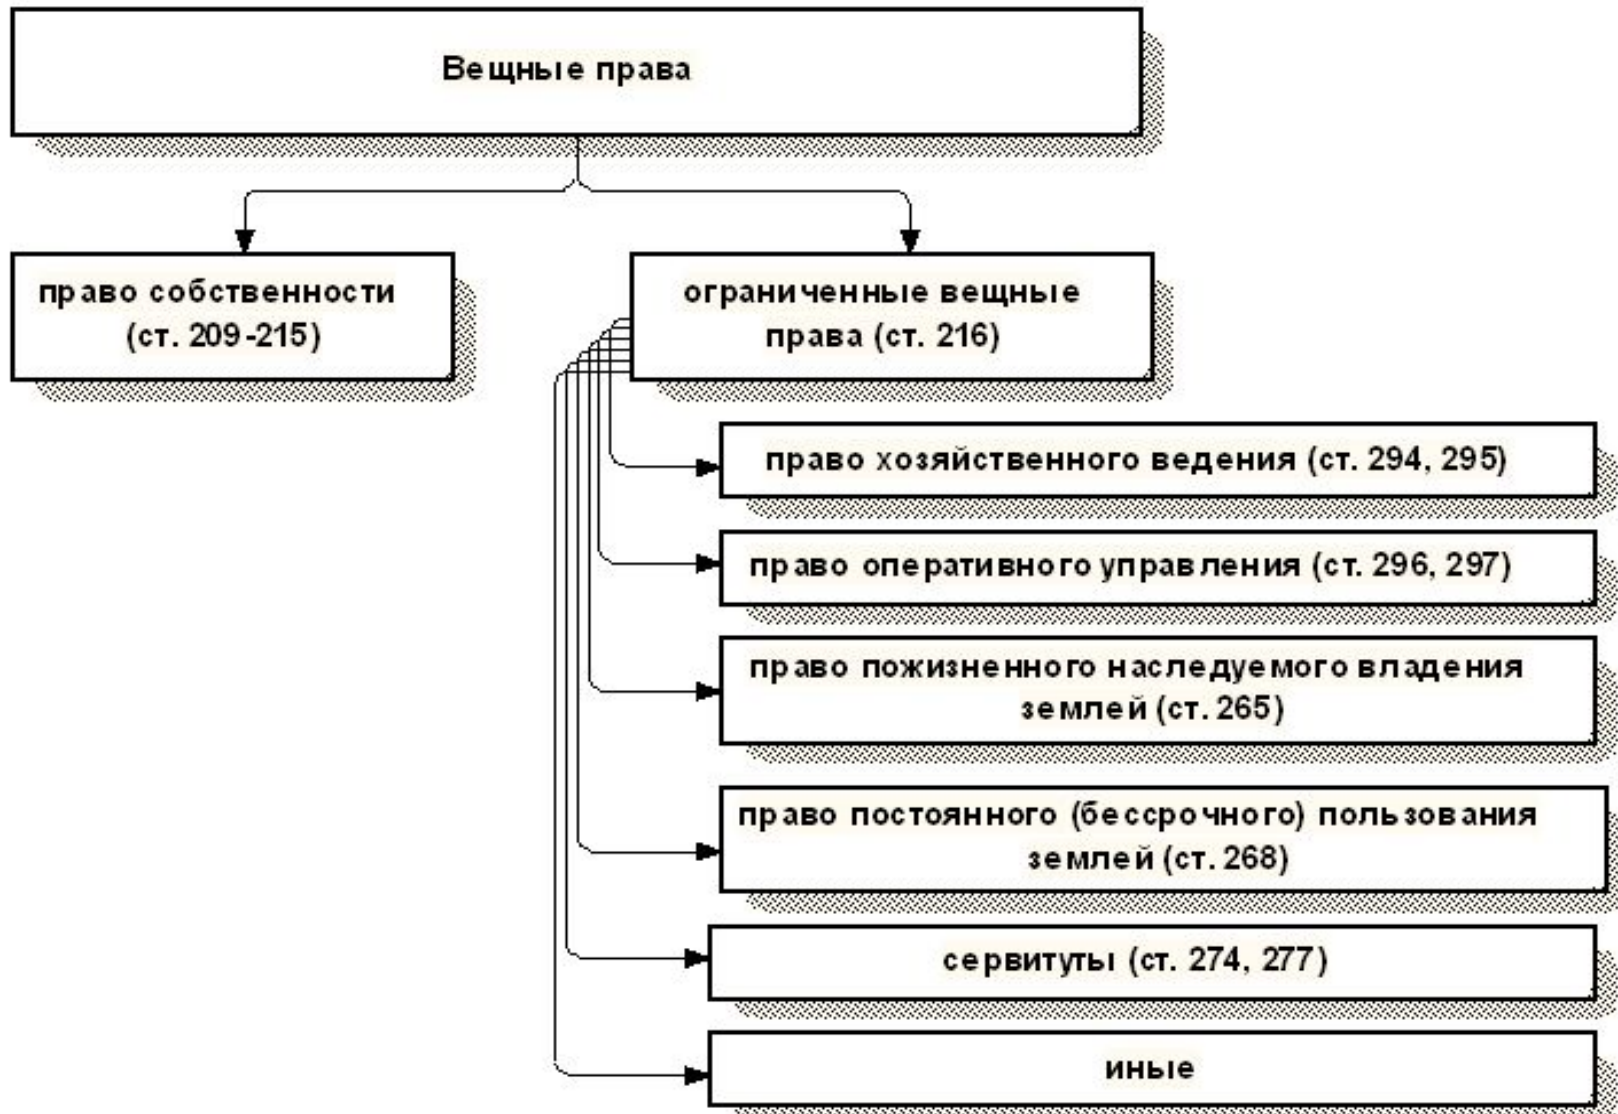 Вещные права
право собственности
(ст. 209-215)
ограниченные вещные
права (ст. 216)
право хозяйственного ведения (ст. 294, 295)
право оперативного управления (ст. 296, 297)
право пожизненного наследуемого владения
землей (ст. 265)
право постоянного (бессрочного) пользования
землей (ст. 268)
сервитуты (ст. 274, 277)
иные